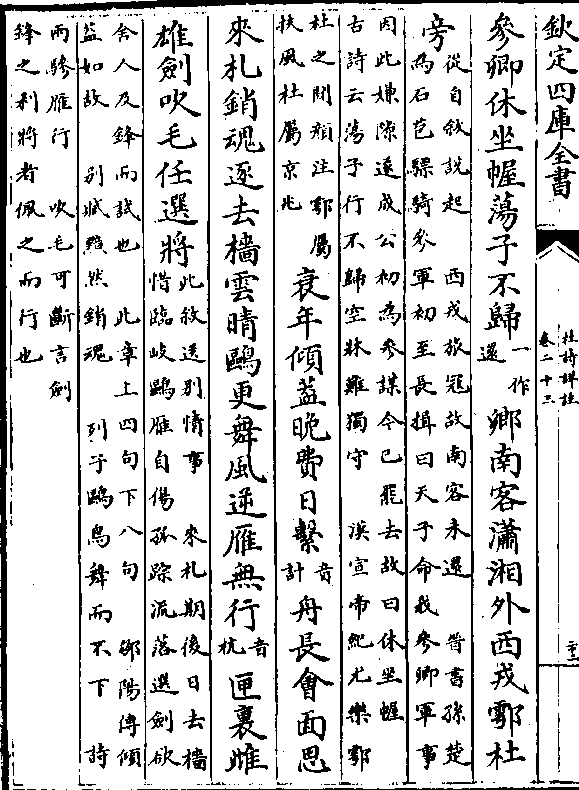 欽定四庫全書
杜詩詳註
卷二十三
參卿休坐幄蕩子不歸一作還鄉南客瀟湘外西戎鄠杜
旁從自敘說起 西戎旅冦故南客未還 晉書孫楚
為石苞驃騎參軍初至長揖曰天子命我參卿軍事
因此嫌隙遂成公初為參謀今已罷去故曰休坐幄
古詩云蕩子行不歸空牀難獨守 漢宣帝紀尤樂鄠
杜之間顔注鄠屬
扶風杜屬京兆
衰年傾蓋晚費日繫音計舟長會面思
來札銷魂逐去檣雲晴鷗更舞風逆雁無行音杭匣裏雌
雄劍吹毛任選將此敘送别情事 來札期後日去檣
惜臨岐鷗雁自傷孤踪流落選劍欲
舍人及鋒而試也 此章上四句下八句 鄒陽傳傾
蓋如故 别賦黯然銷魂 列子鷗鳥舞而不下 詩
兩驂雁行 吹毛可斷言劍
鋒之利將者佩之而行也